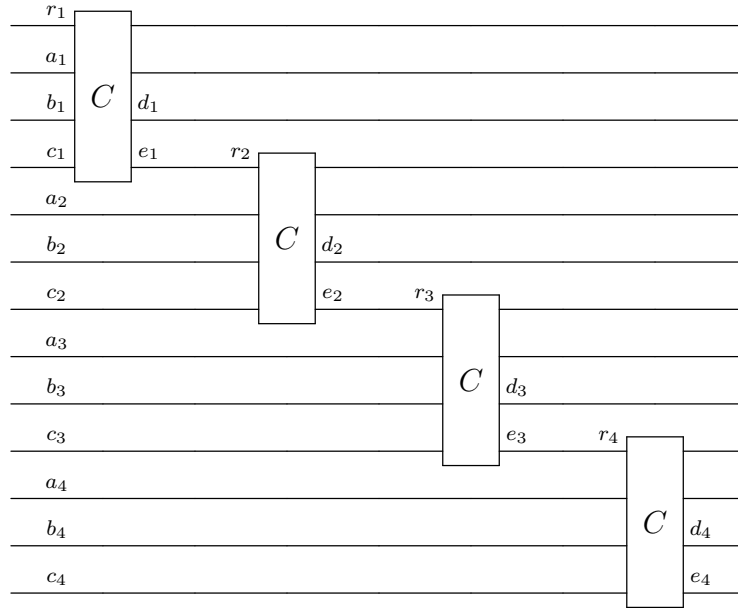 r₁
a₁
b₁ C d₁
c₁ e₁ r₂
a₂
b₂ C d₂
c₂ e₂ r₃
a₃
b₃ C d₃
c₃ e₃ r₄
a₄
b₄ C d₄
c₄ e₄